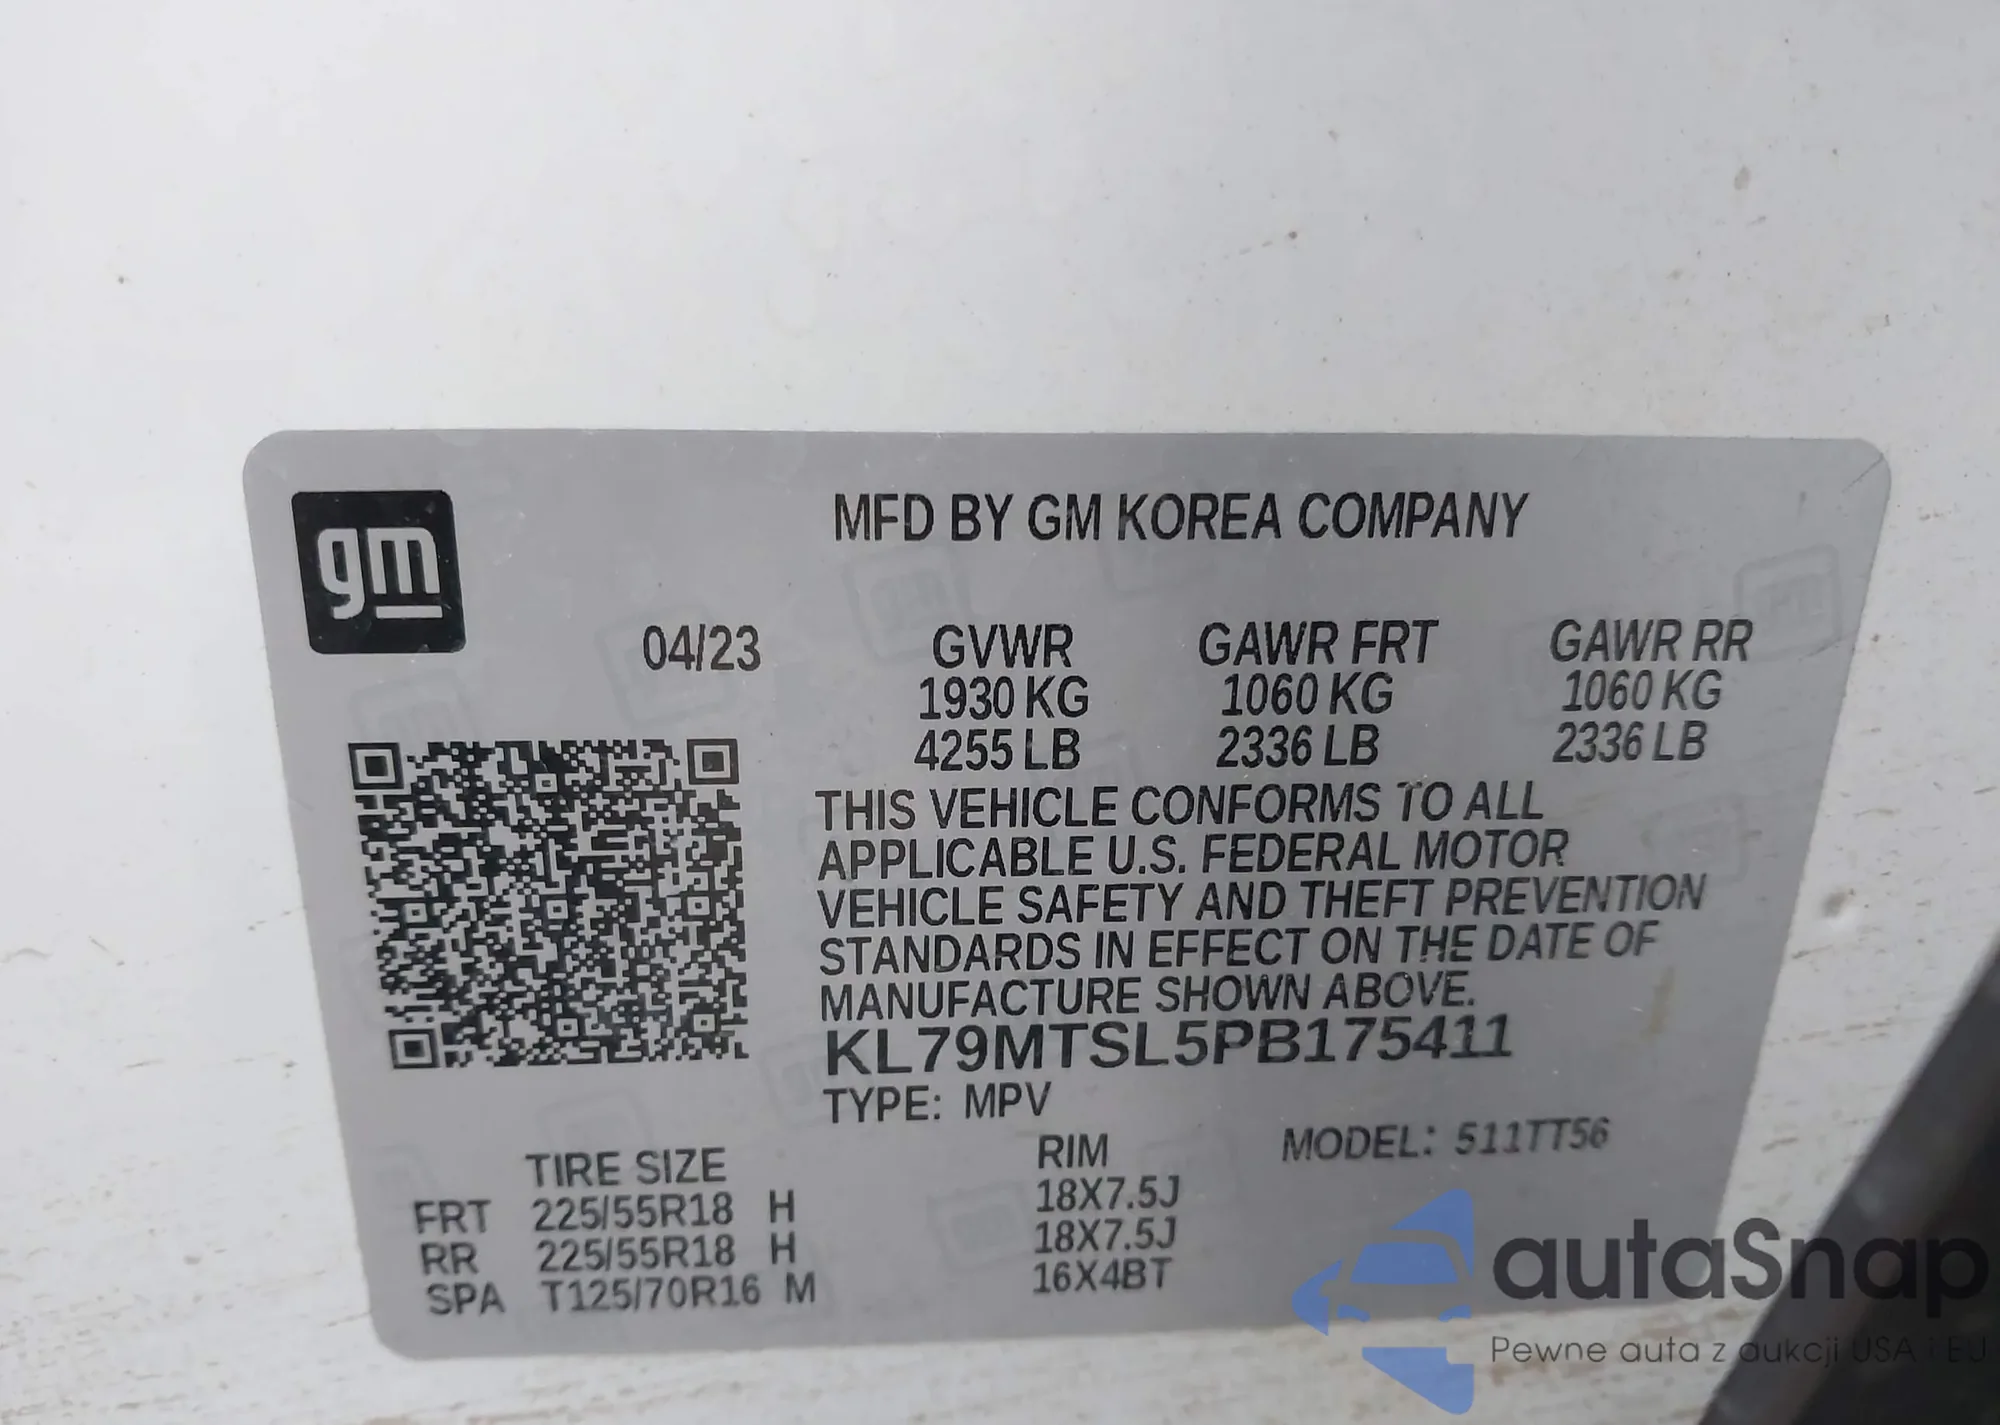 gm
MFD BY GM KOREA COMPANY
04/23 GVWR GAWR FRT GAWR RR
1930 KG 1060 KG 1060 KG
4255 LB 2336 LB 2336 LB
THIS VEHICLE CONFORMS TO ALL
APPLICABLE U.S. FEDERAL MOTOR
VEHICLE SAFETY AND THEFT PREVENTION
STANDARDS IN EFFECT ON THE DATE OF
MANUFACTURE SHOWN ABOVE.
KL79MTSL5PB175411
TYPE: MPV
TIRE SIZE RIM MODEL: 511TT56
FRT 225/55R18 H 18X7.5J
RR 225/55R18 H 18X7.5J
SPA T125/70R16 M 16X4BT
autaSnap
Pewne auta z aukcji USA i EU